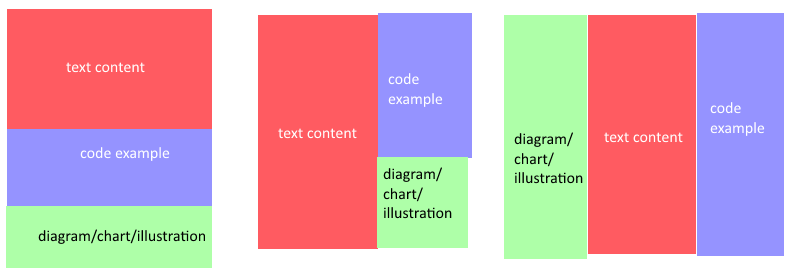 text content
code example
diagram/chart/illustration
text content
code
example
diagram/
chart/
illustration
diagram/
chart/
illustration
text content
code
example